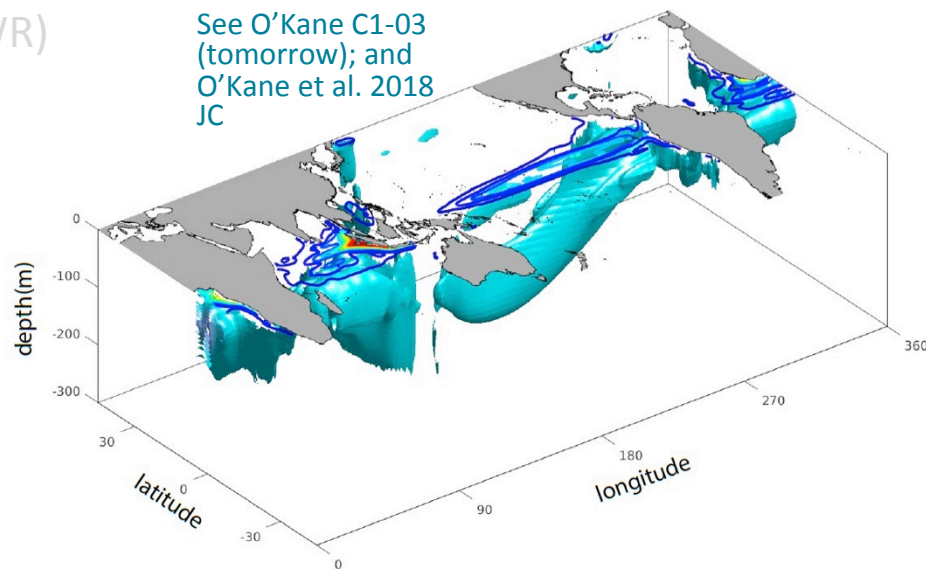 /R)
See O’Kane C1-03
(tomorrow); and
O’Kane et al. 2018
JC
0
-100
-200
-300
depth(m)
30
0
-30
latitude
0
90
180
270
360
longitude